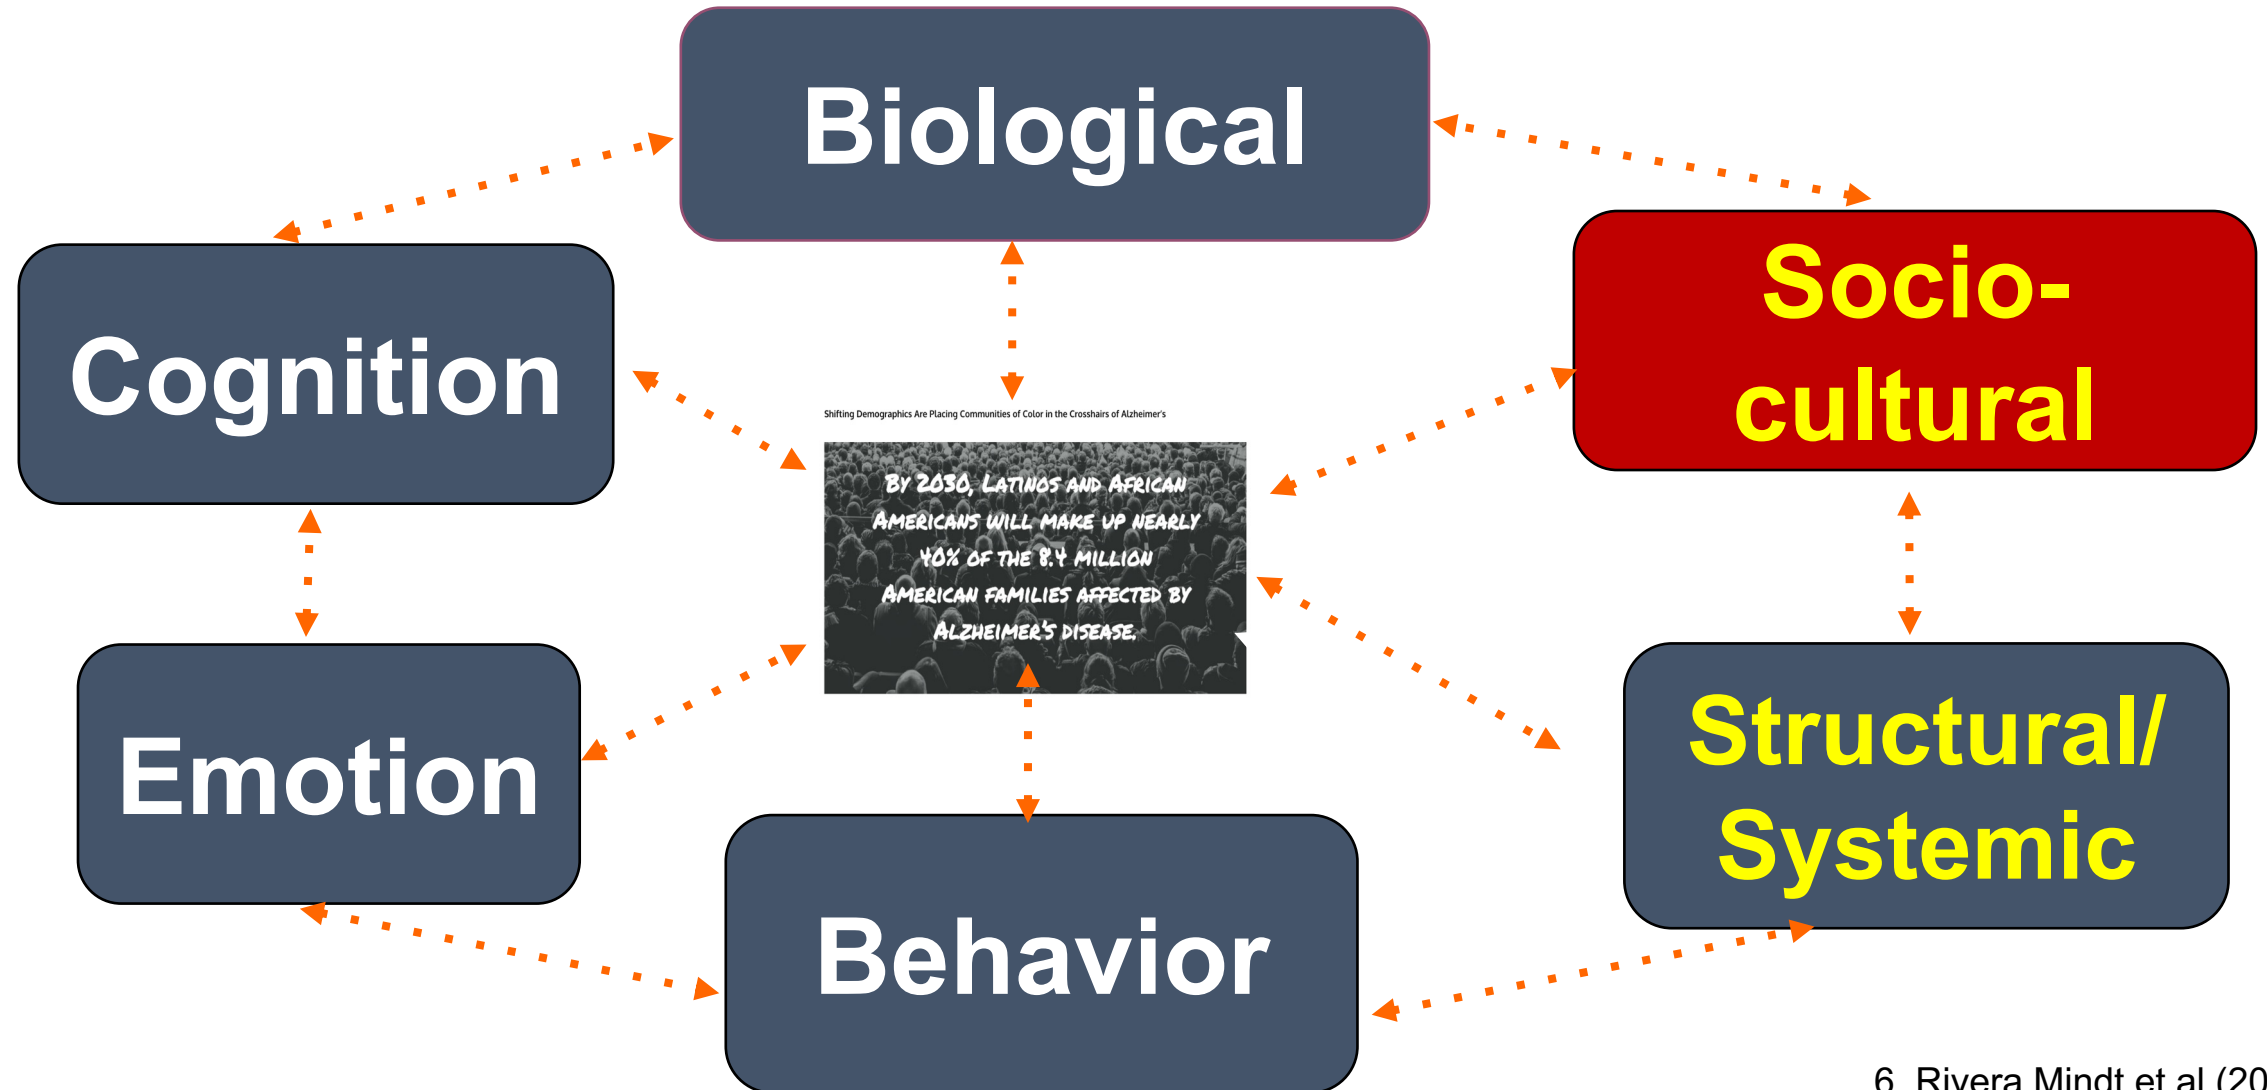 Biological
Socio-
cultural
Cognition
Shifting Demographics Are Placing Communities of Color in the Crosshairs of Alzheimer's
By 2030, Latinos and African
Americans will make up nearly
40% of the 8.4 million
American families affected by
Alzheimer's disease.
Structural/
Systemic
Emotion
Behavior
6. Rivera Mindt et al (20